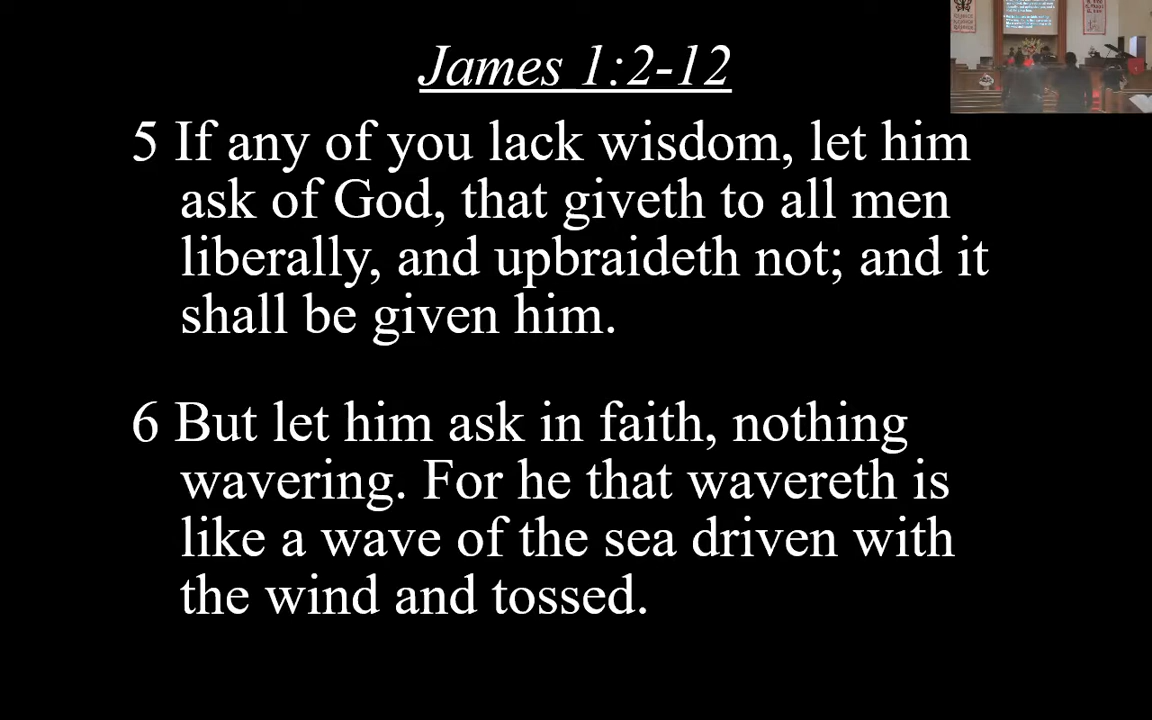 James 1:2-12
5 If any of you lack wisdom, let him
ask of God, that giveth to all men
liberally, and upbraideth not; and it
shall be given him.
6 But let him ask in faith, nothing
wavering. For he that wavereth is
like a wave of the sea driven with
the wind and tossed.